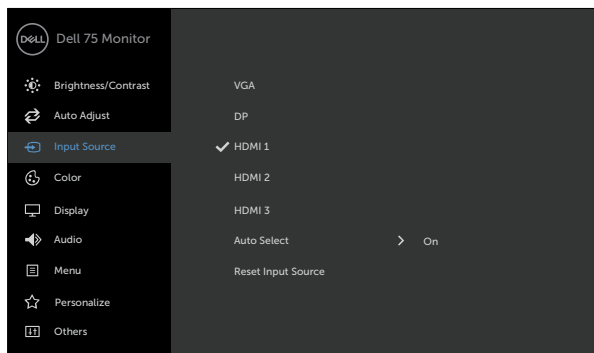 DELL Dell 75 Monitor
Brightness/Contrast
Auto Adjust
Input Source
Color
Display
Audio
Menu
Personalize
Others
VGA
DP
HDMI 1
HDMI 2
HDMI 3
Auto Select > On
Reset Input Source